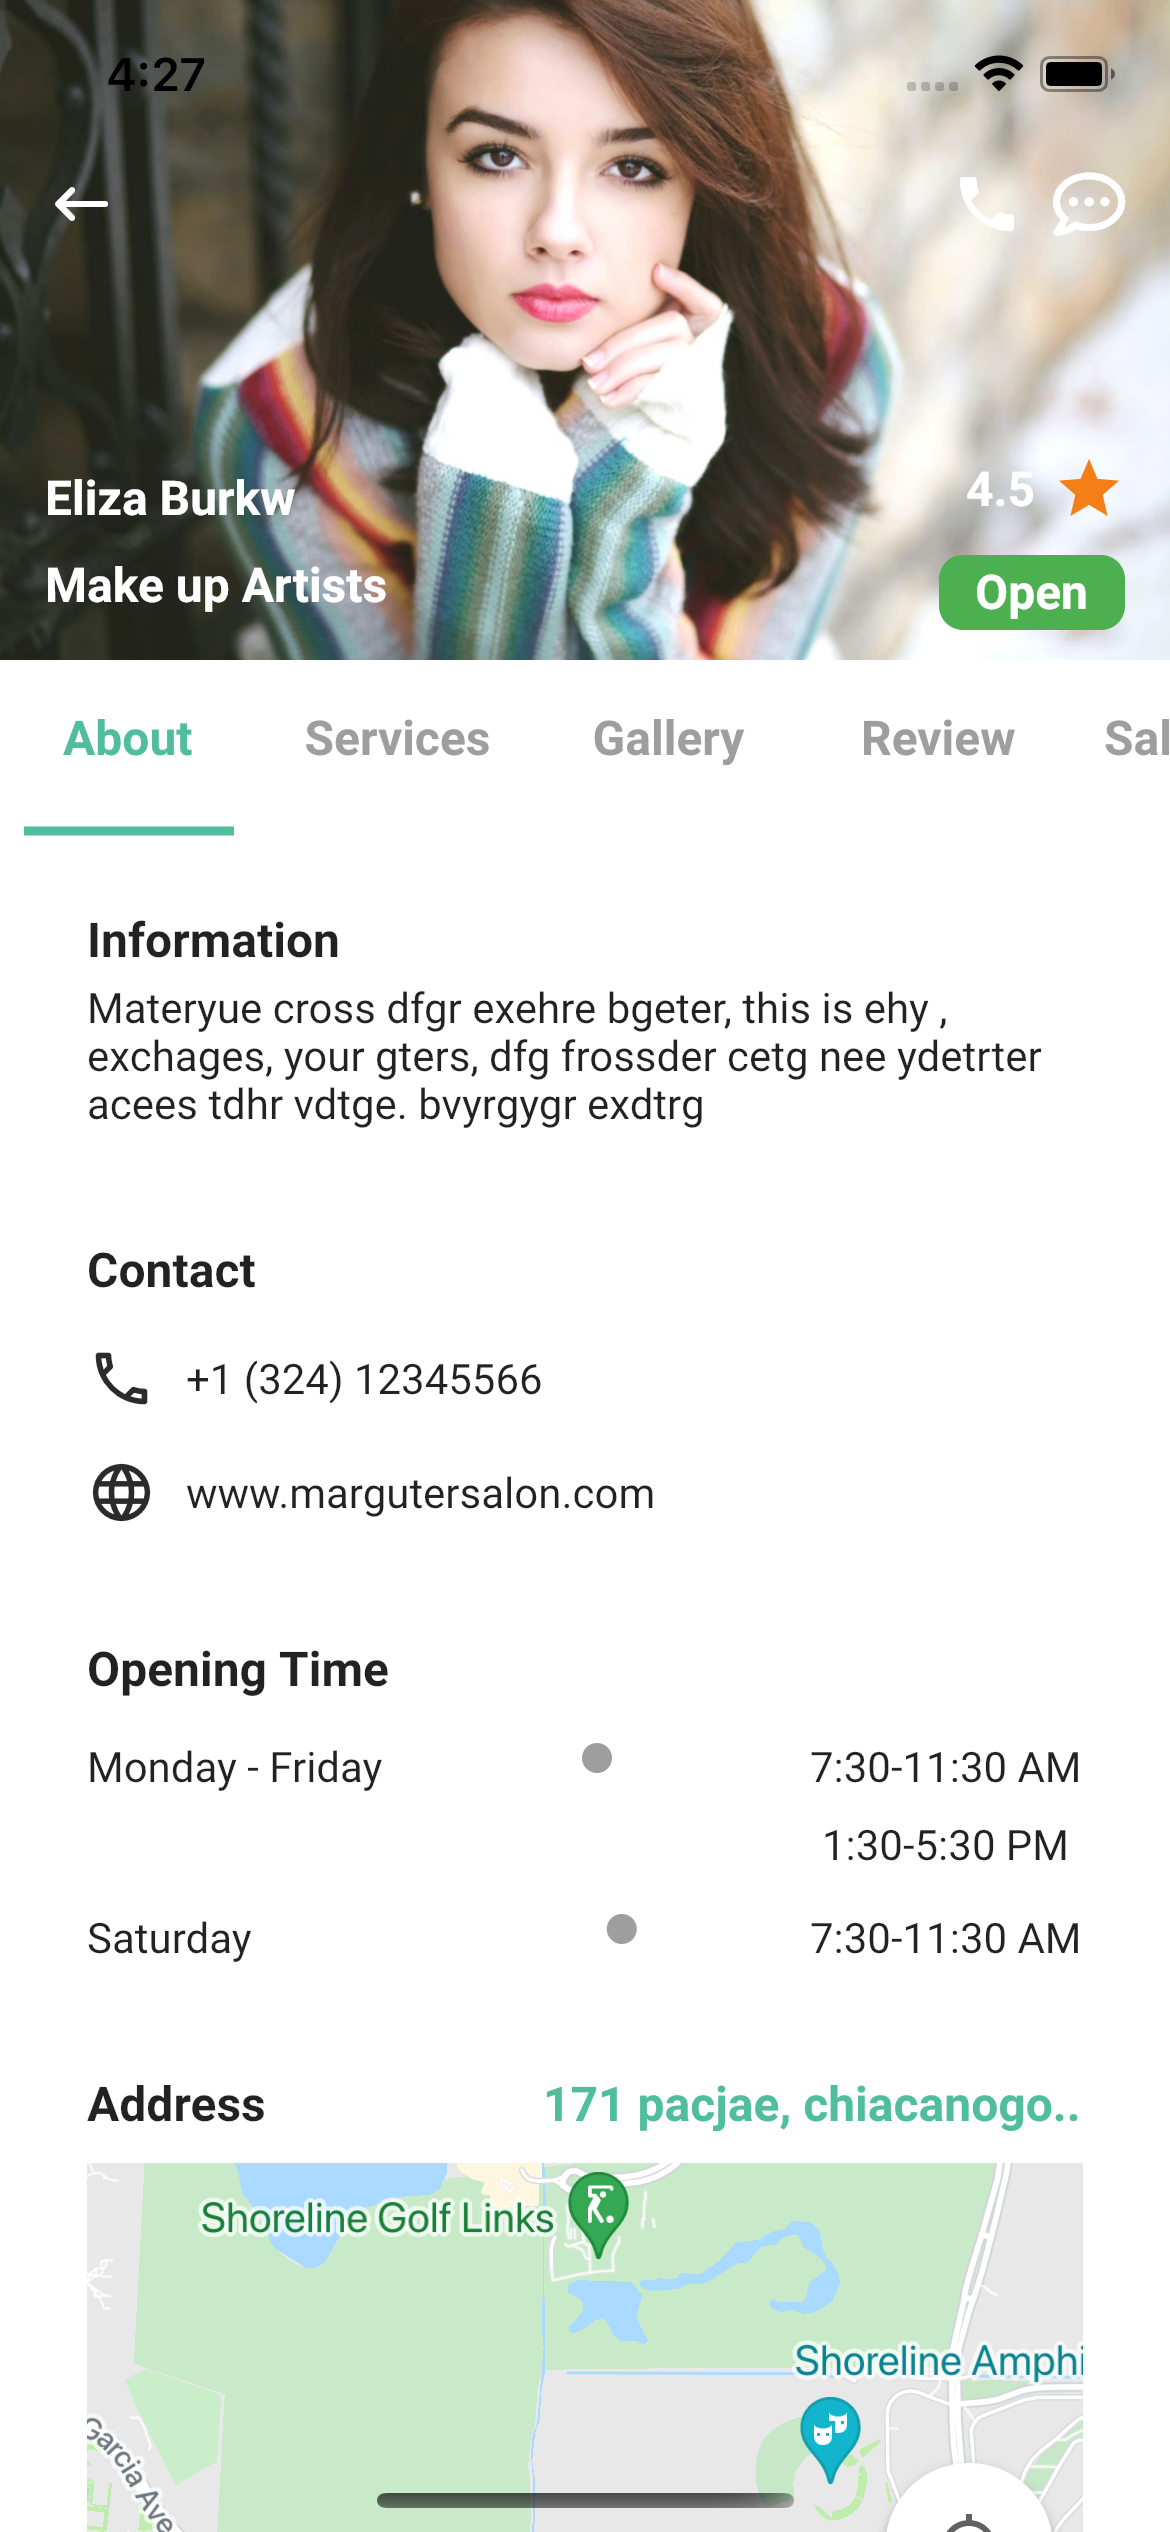 4:27
Eliza Burkw
4.5
Make up Artists
Open
About
Services
Gallery
Review
Sal
Information
Materyue cross dfgr exehre bgeter, this is ehy ,
exchages, your gters, dfg frossder cetg nee ydetrter
acees tdhr vdtge. bvyrgygr exdtrg
Contact
+1 (324) 12345566
www.margutersalon.com
Opening Time
Monday - Friday
7:30-11:30 AM
1:30-5:30 PM
Saturday
7:30-11:30 AM
Address
171 pacjae, chiacanogo..
Shoreline Golf Links
Shoreline Amphi
Garcia Ave